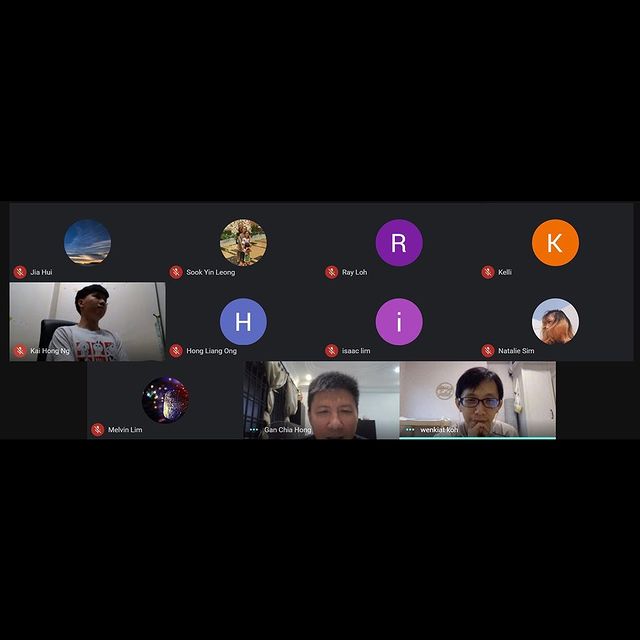 Jia Hui
Sook Yin Leong
R
Ray Loh
K
Kelli
Kai Hong Ng
H
Hong Liang Ong
i
isaac lim
Natalie Sim
Melvin Lim
Gan Chia Hong
wenkiat koh